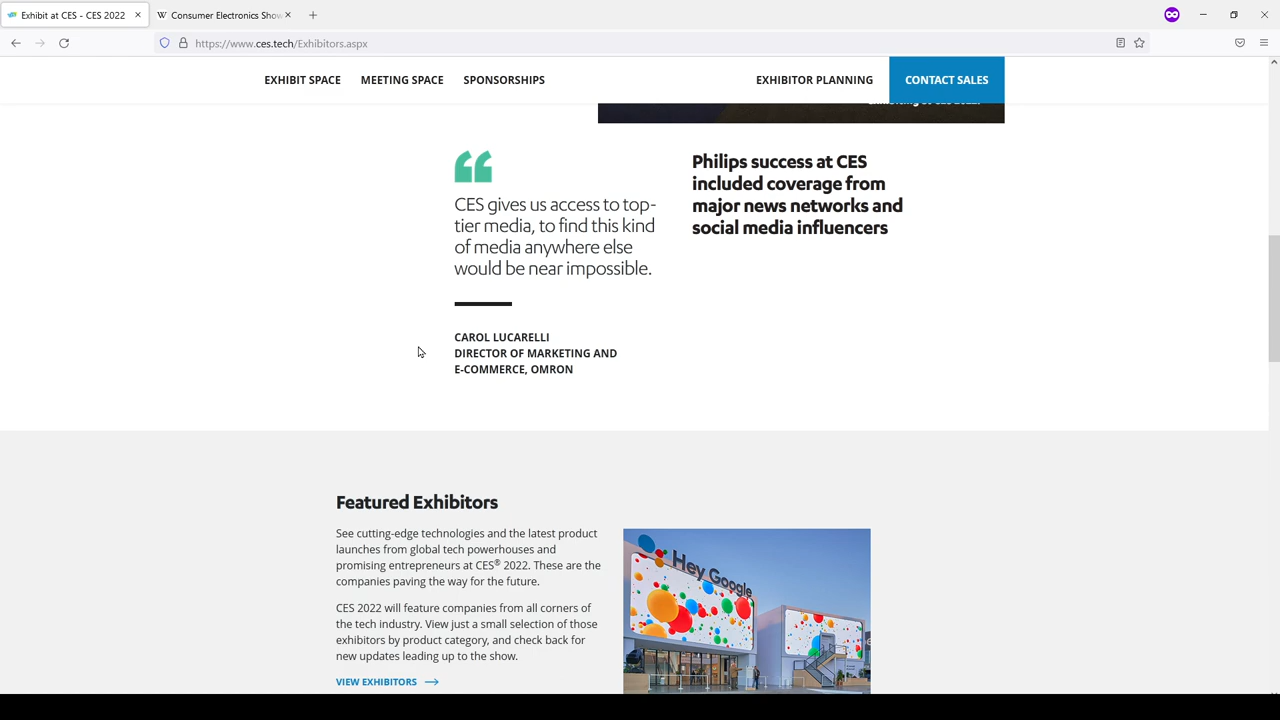 Exhibit at CES - CES 2022
Consumer Electronics Show
https://www.ces.tech/Exhibitors.aspx
EXHIBIT SPACE MEETING SPACE SPONSORSHIPS EXHIBITOR PLANNING CONTACT SALES
CES gives us access to top-
tier media, to find this kind
of media anywhere else
would be near impossible.
CAROL LUCARELLI
DIRECTOR OF MARKETING AND
E-COMMERCE, OMRON
Philips success at CES
included coverage from
major news networks and
social media influencers
Featured Exhibitors
See cutting-edge technologies and the latest product
launches from global tech powerhouses and
promising entrepreneurs at CES® 2022. These are the
companies paving the way for the future.
CES 2022 will feature companies from all corners of
the tech industry. View just a small selection of those
exhibitors by product category, and check back for
new updates leading up to the show.
VIEW EXHIBITORS
Hey Google